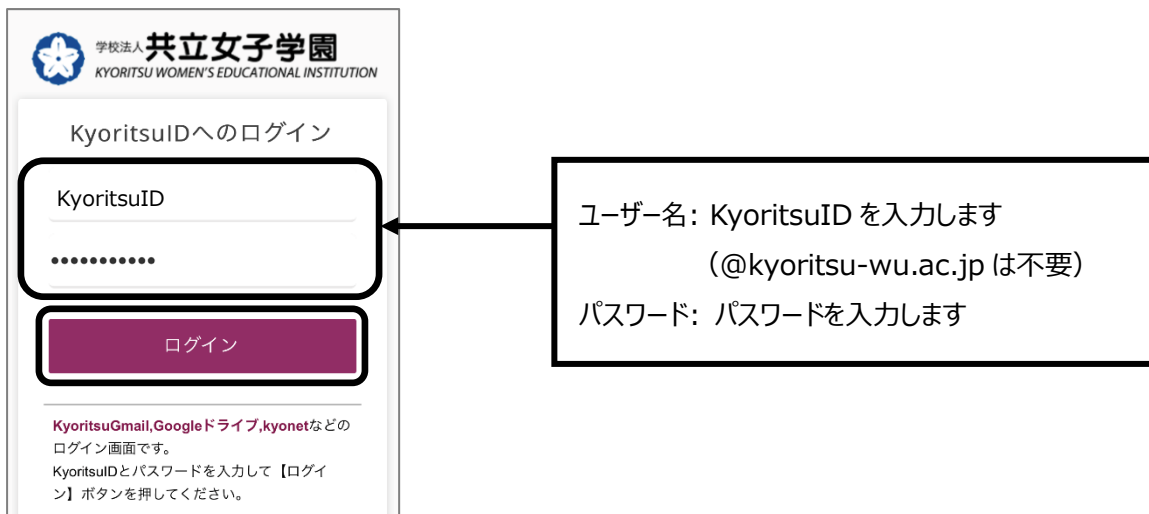 学校法人 共立女子学園
KYORITSU WOMEN'S EDUCATIONAL INSTITUTION
KyoritsuIDへのログイン
KyoritsuID
•••••••••••
ログイン
KyoritsuGmail,Googleドライブ,kyonetなどの
ログイン画面です。
KyoritsuIDとパスワードを入力して【ログイ
ン】ボタンを押してください。
ユーザー名: KyoritsuID を入力します
（@kyoritsu-wu.ac.jp は不要）
パスワード: パスワードを入力します